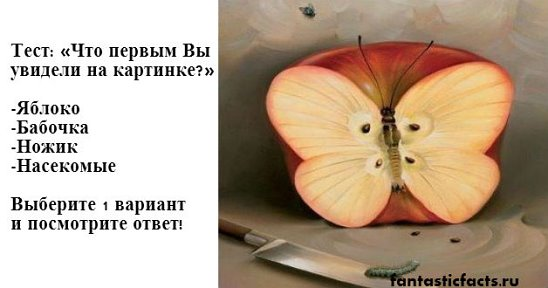 Тест: «Что первым Вы
увидели на картинке?»
-Яблоко
-Бабочка
-Ножик
-Насекомые
Выберите 1 вариант
и посмотрите ответ!
fantasticfacts.ru